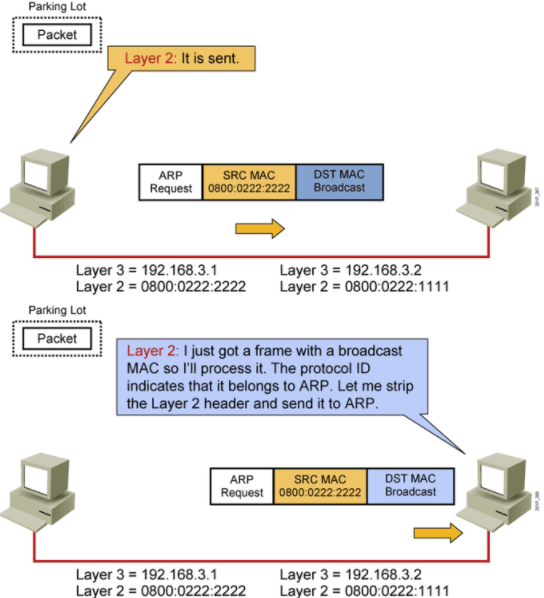 Parking Lot
Packet
Layer 2: It is sent.
ARP
Request
SRC MAC
0800:0222:2222
DST MAC
Broadcast
Layer 3 = 192.168.3.1
Layer 2 = 0800:0222:2222
Layer 3 = 192.168.3.2
Layer 2 = 0800:0222:1111
Parking Lot
Packet
Layer 2: I just got a frame with a broadcast
MAC so I'll process it. The protocol ID
indicates that it belongs to ARP. Let me strip
the Layer 2 header and send it to ARP.
ARP
Request
SRC MAC
0800:0222:2222
DST MAC
Broadcast
Layer 3 = 192.168.3.1
Layer 2 = 0800:0222:2222
Layer 3 = 192.168.3.2
Layer 2 = 0800:0222:1111